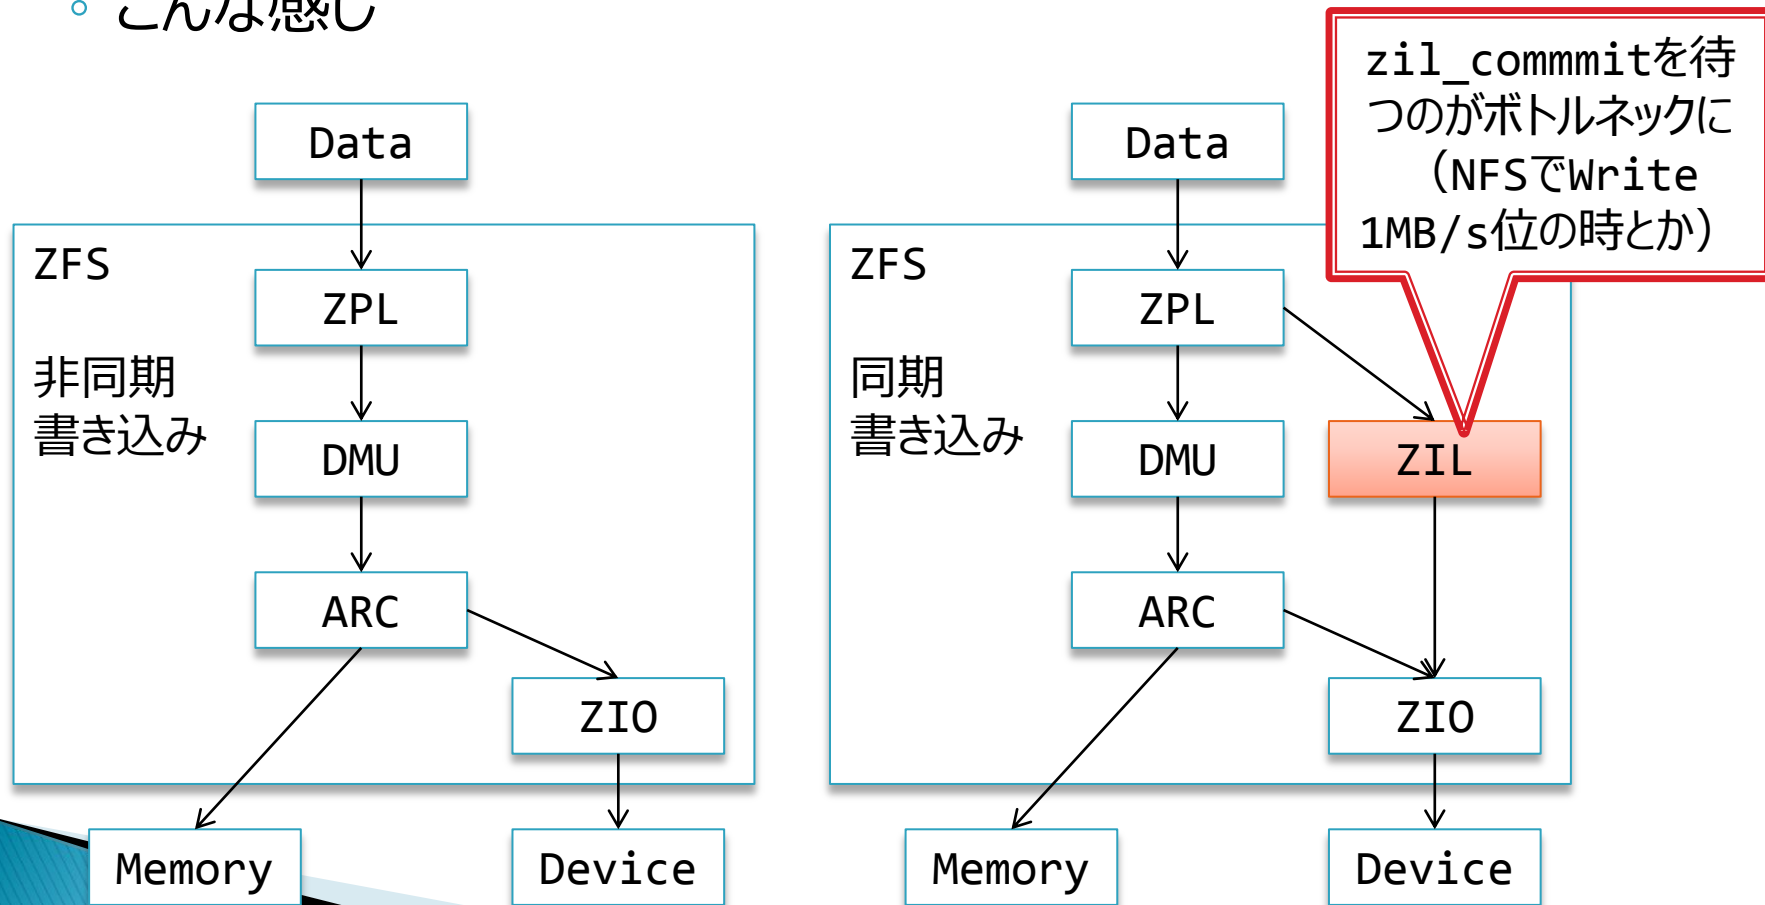 こんな感じ
Data
ZFS
非同期
書き込み
ZPL
DMU
ARC
ZIO
Memory
Device
Data
ZFS
同期
書き込み
ZPL
DMU
ZIL
ARC
ZIO
Memory
Device
zil_commmitを待
つのがボトルネックに
（NFSでWrite
1MB/s位の時とか）